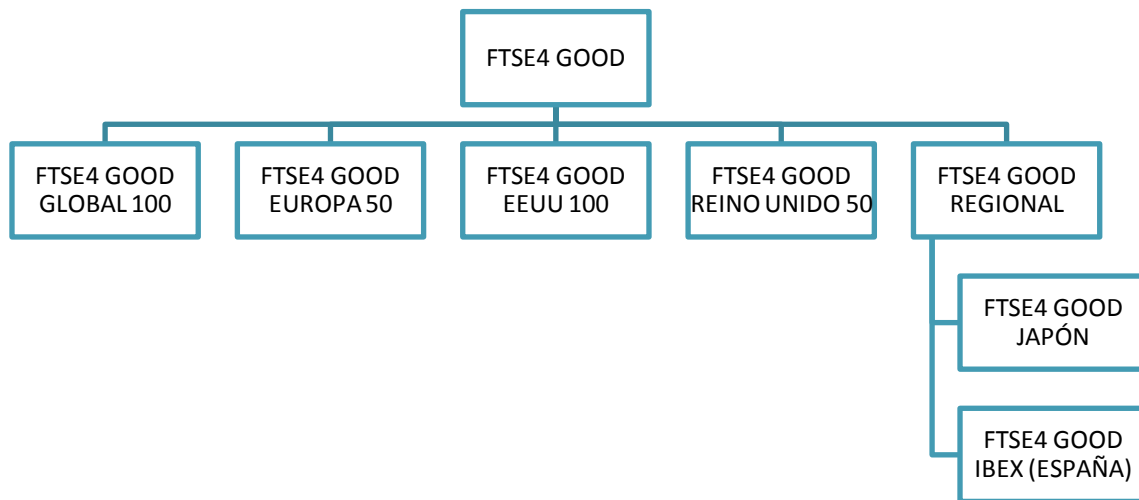 FTSE4 GOOD
FTSE4 GOOD
GLOBAL 100
FTSE4 GOOD
EUROPA 50
FTSE4 GOOD
EEUU 100
FTSE4 GOOD
REINO UNIDO 50
FTSE4 GOOD
REGIONAL
FTSE4 GOOD
JAPÓN
FTSE4 GOOD
IBEX (ESPAÑA)